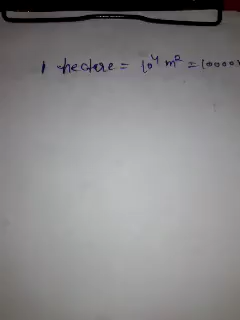 1 hectare = 10⁴ m² = 10000